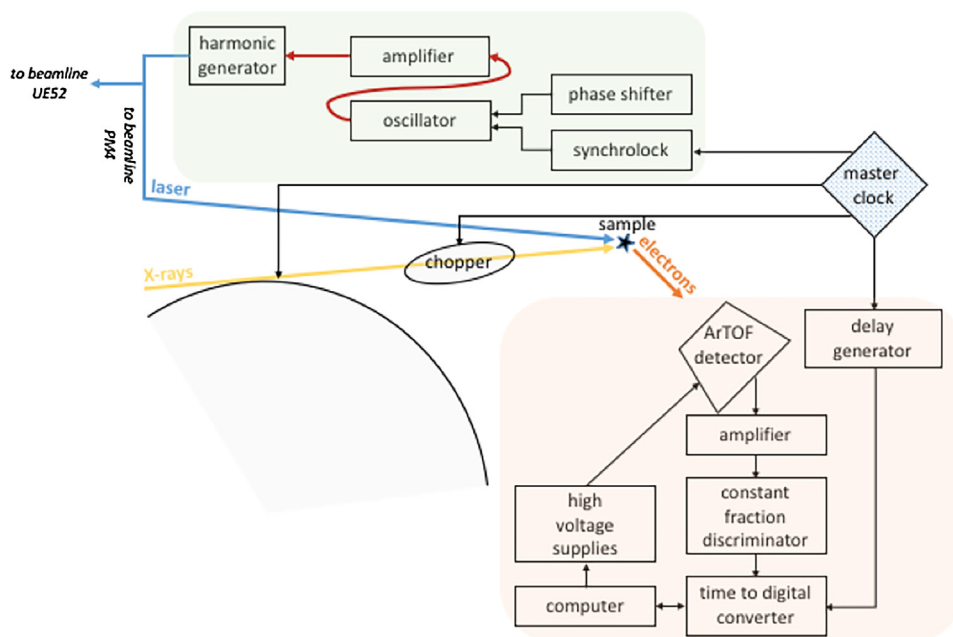 harmonic
generator
amplifier
oscillator
phase shifter
synchrolock
master
clock
to beamline
UE52
to beamline
PM4
laser
sample
electrons
X-rays
chopper
ArTOF
detector
delay
generator
amplifier
high
voltage
supplies
constant
fraction
discriminator
computer
time to digital
converter